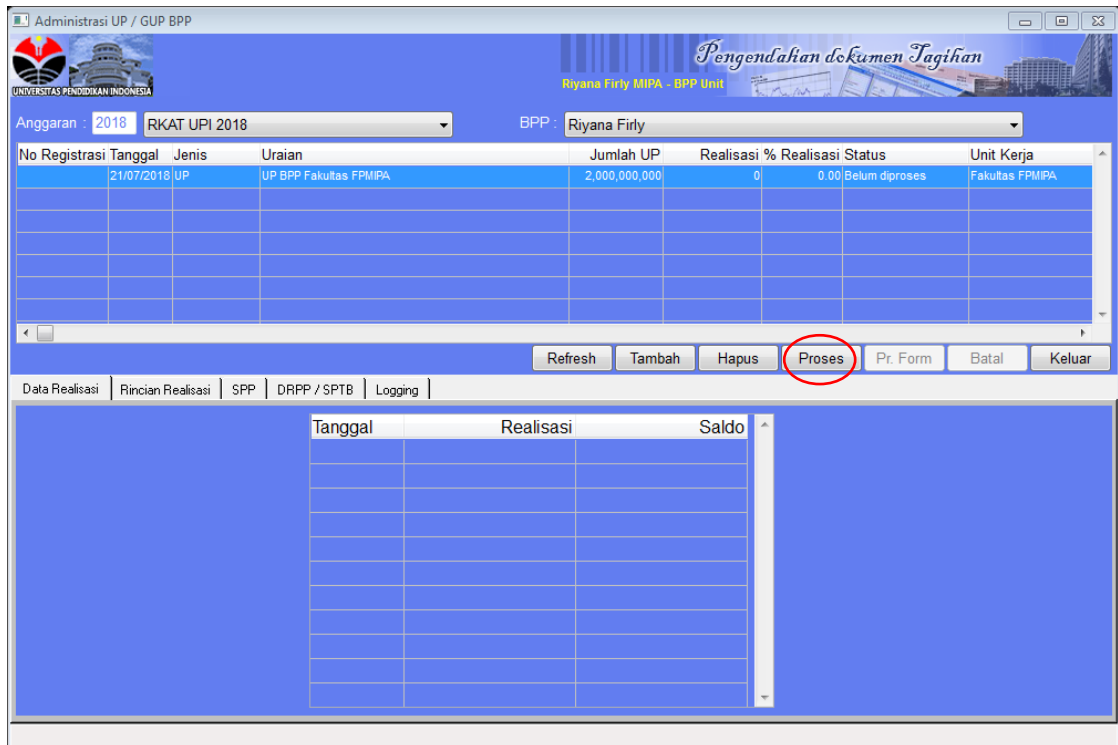 Administrasi UP / GUP BPP
UNIVERSITAS PENDIDIKAN INDONESIA
Pengendalian dokumen Tagihan
Riyana Firly MIPA - BPP Unit
Anggaran : 2018 RKAT UPI 2018 BPP : Riyana Firly
No Registrasi Tanggal Jenis Uraian Jumlah UP Realisasi % Realisasi Status Unit Kerja
21/07/2018 UP UP BPP Fakultas FPMIPA 2,000,000,000 0 0.00 Belum diproses Fakultas FPMIPA
Refresh Tambah Hapus Proses Pr. Form Batal Keluar
Data Realisasi Rincian Realisasi SPP DRPP / SPTB Logging
Tanggal Realisasi Saldo